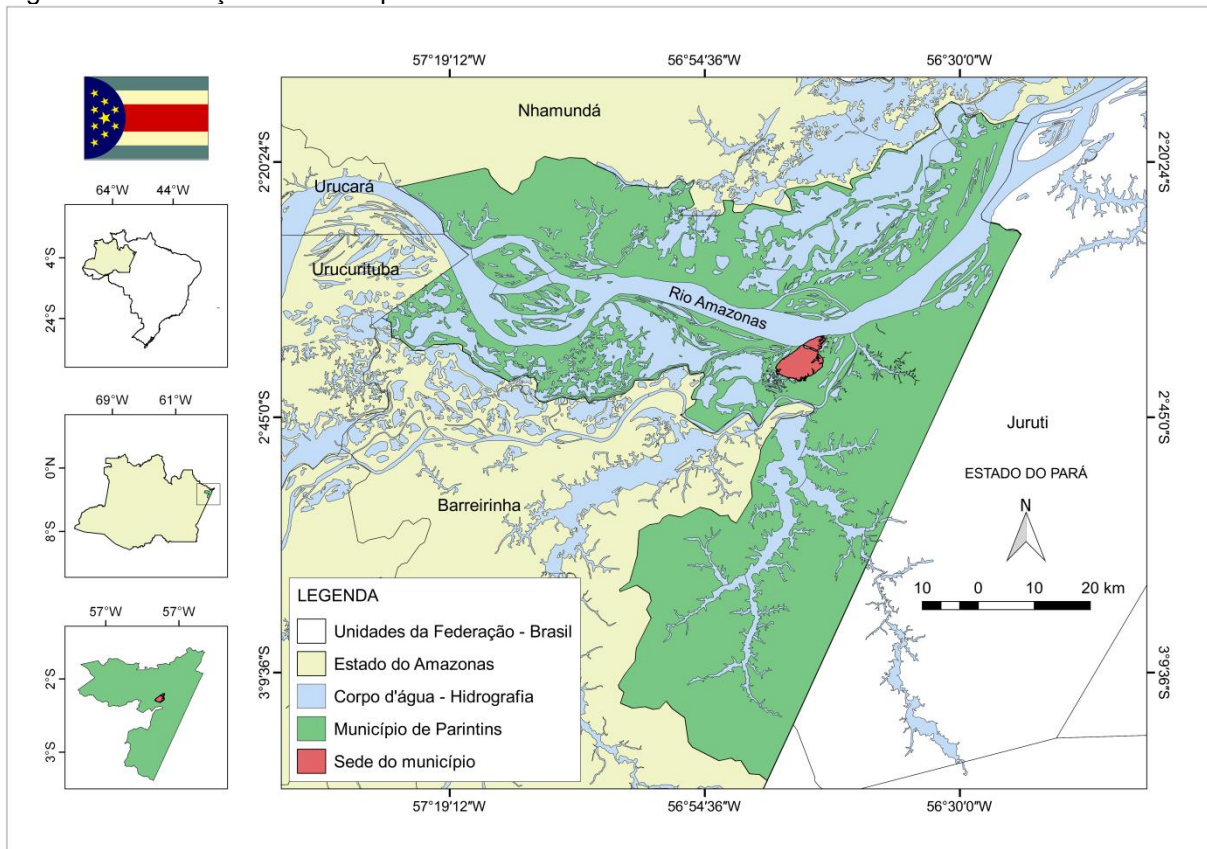 57°19'12"W 56°54'36"W 56°30'0"W
Nhamundá
2°20'24"S 2°20'24"S
Urucará
64°W 44°W
4°S
24°S
Urucurituba
Rio Amazonas
2°45'0"S 2°45'0"S
Juruti
ESTADO DO PARÁ
N
10 0 10 20 km
Barreirinha
69°W 61°W
0°N
8°S
57°W 57°W
2°S
3°S
3°9'36"S 3°9'36"S
LEGENDA
Unidades da Federação - Brasil
Estado do Amazonas
Corpo d'água - Hidrografia
Município de Parintins
Sede do município
57°19'12"W 56°54'36"W 56°30'0"W